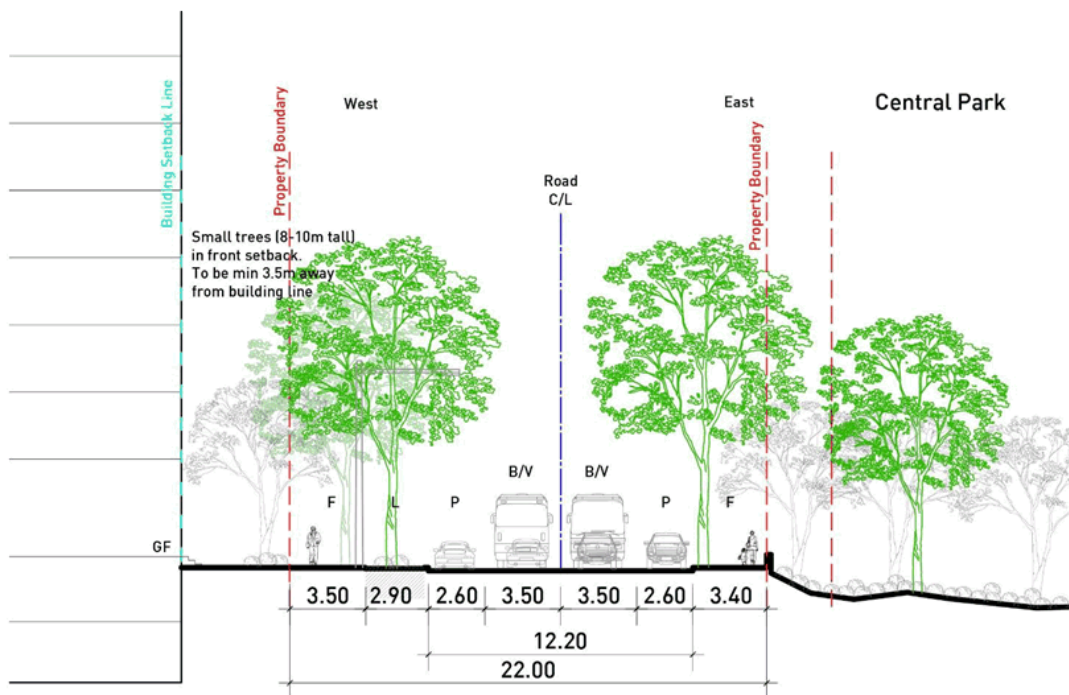 West
East
Central Park
Building Setback Line
Property Boundary
Property Boundary
Road
C/L
Small trees (8-10m tall)
in front setback.
To be min 3.5m away
from building line
B/V
B/V
F
L
P
P
F
GF
3.50
2.90
2.60
3.50
3.50
2.60
3.40
12.20
22.00